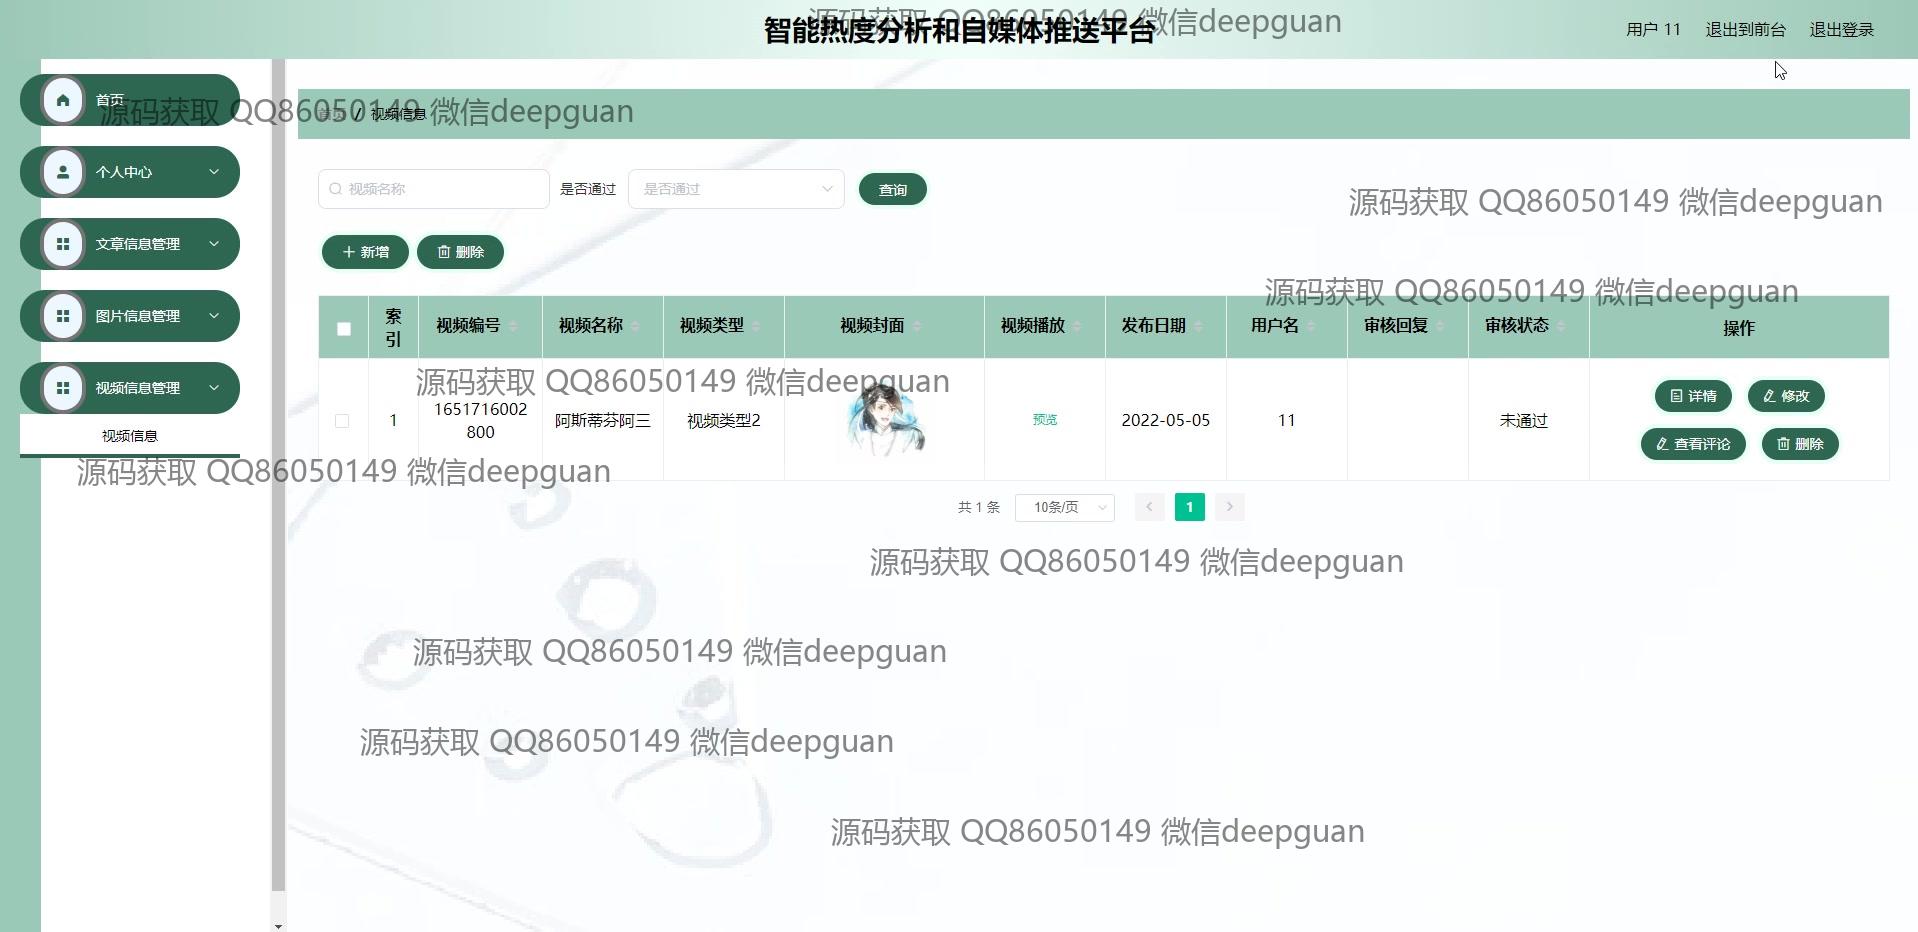 智能热度分析和自媒体推送平台
源码获取 QQ86050149 微信deepguan
用户 11
退出到前台
退出登录
首页
源码获取 QQ86050149 微信deepguan
首页 / 视频信息
个人中心
视频名称
是否通过
是否通过
查询
源码获取 QQ86050149 微信deepguan
文章信息管理
新增
删除
源码获取 QQ86050149 微信deepguan
图片信息管理
索引
视频编号
视频名称
视频类型
视频封面
视频播放
发布日期
用户名
审核回复
审核状态
操作
视频信息管理
源码获取 QQ86050149 微信deepguan
1
1651716002
800
阿斯蒂芬阿三
视频类型2
预览
2022-05-05
11
未通过
详情
修改
查看评论
删除
视频信息
源码获取 QQ86050149 微信deepguan
共 1 条
10条/页
1
源码获取 QQ86050149 微信deepguan
源码获取 QQ86050149 微信deepguan
源码获取 QQ86050149 微信deepguan
源码获取 QQ86050149 微信deepguan